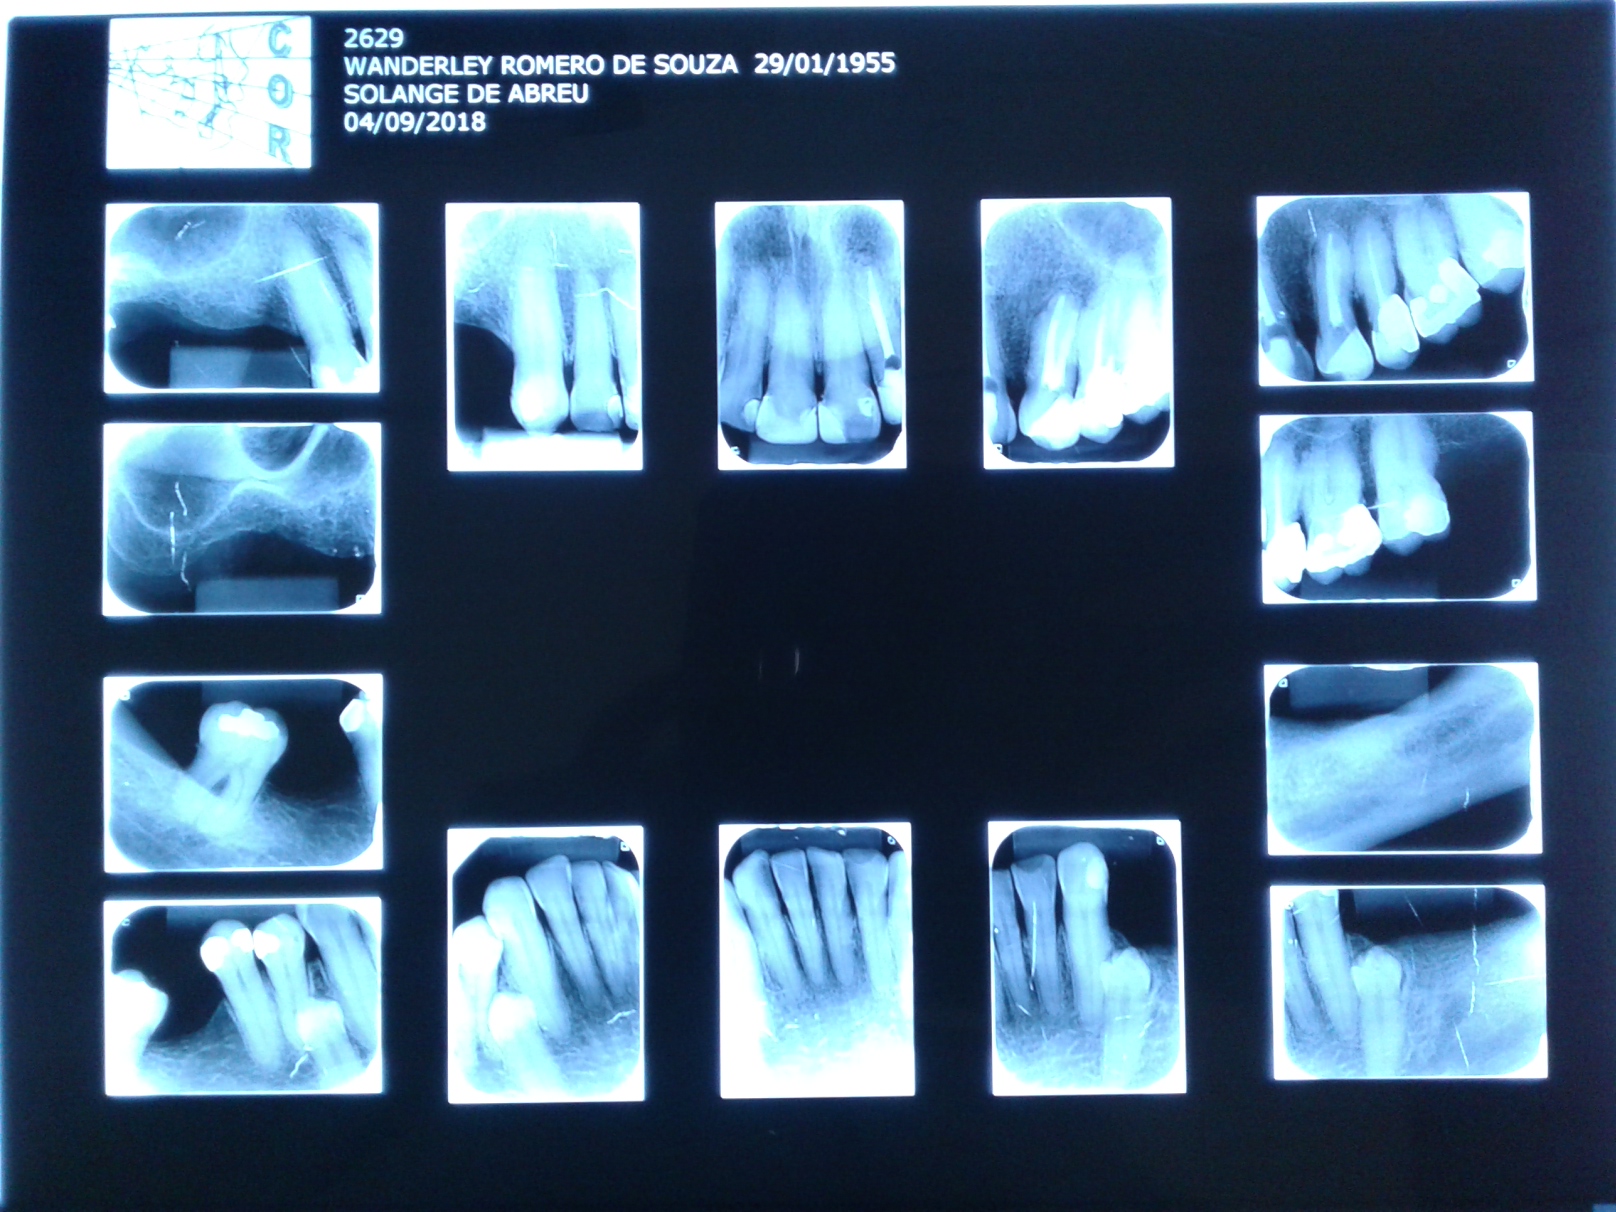 COR
2629
WANDERLEY ROMERO DE SOUZA 29/01/1955
SOLANGE DE ABREU
04/09/2018